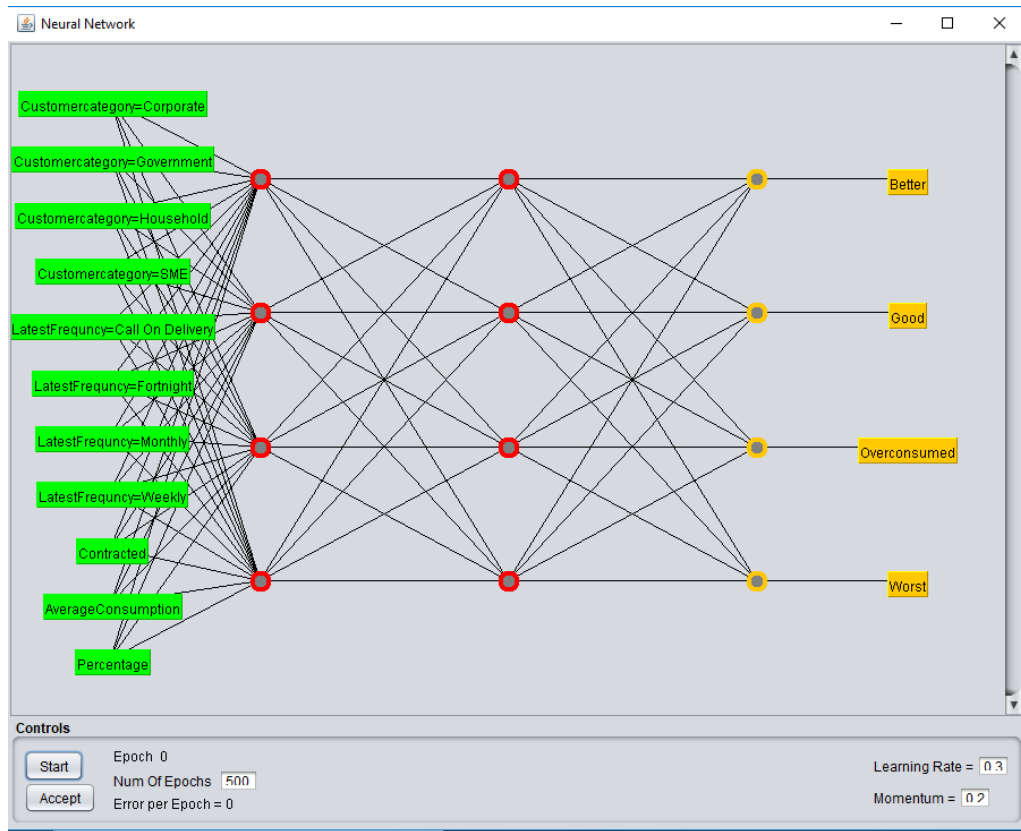 Neural Network
Customercategory=Corporate
Customercategory=Government
Customercategory=Household
Customercategory=SME
LatestFrequncy=Call On Delivery
LatestFrequncy=Fortnight
LatestFrequncy=Monthly
LatestFrequncy=Weekly
Contracted
AverageConsumption
Percentage
Better
Good
Overconsumed
Worst
Controls
Start
Accept
Epoch 0
Num Of Epochs 500
Error per Epoch = 0
Learning Rate = 0.3
Momentum = 0.2